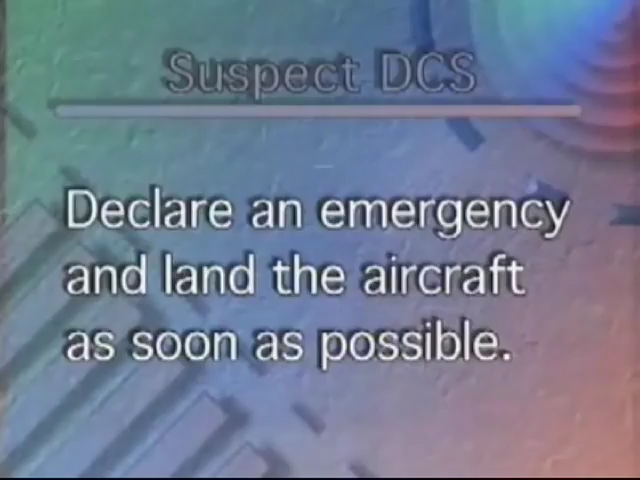 Suspect DCS
Declare an emergency
and land the aircraft
as soon as possible.